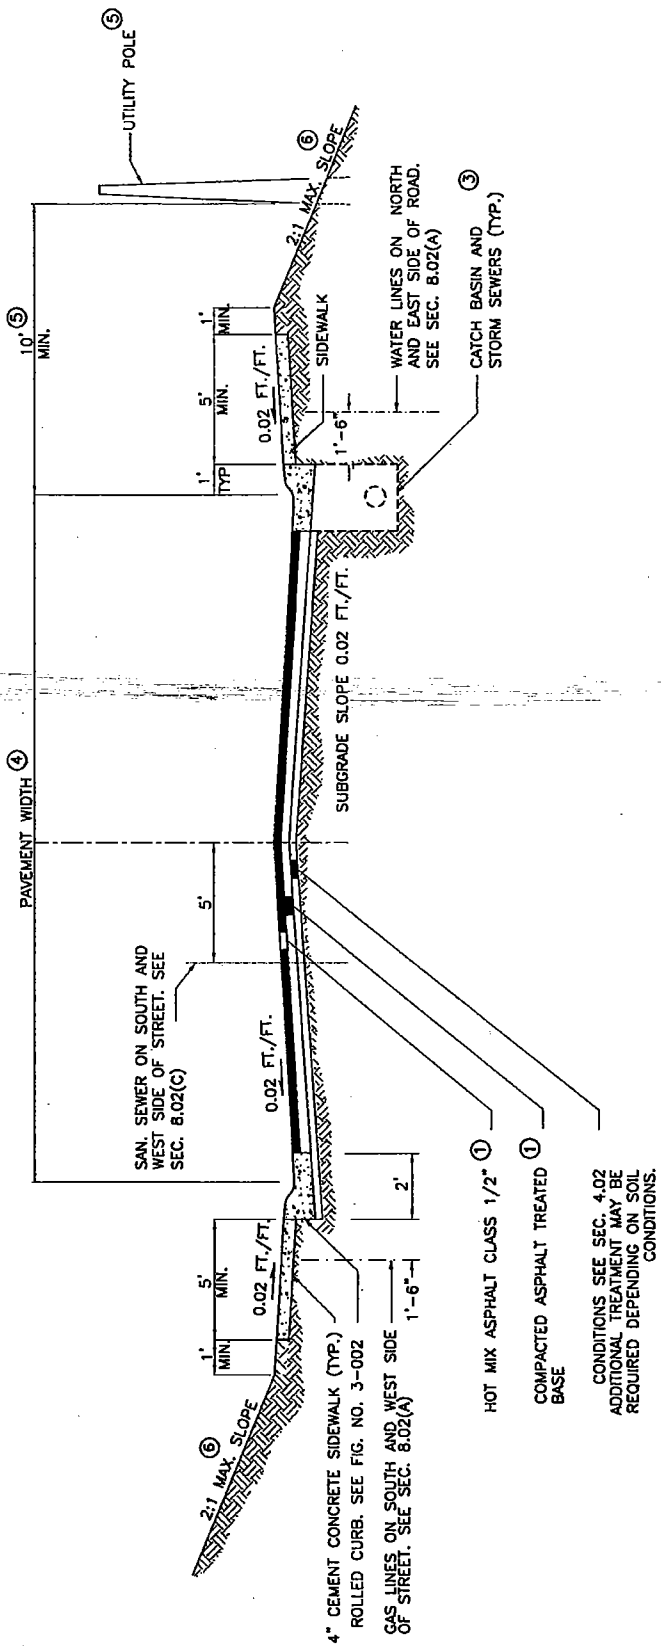 UTILITY POLE ⑤
10' ⑤
MIN.
2:1 MAX. SLOPE ⑥
1'
MIN.
5'
MIN.
1'
TYP
0.02 FT./FT.
SIDEWALK
1'-6"
WATER LINES ON NORTH
AND EAST SIDE OF ROAD.
SEE SEC. 8.02(A)
CATCH BASIN AND ③
STORM SEWERS (TYP.)
PAVEMENT WIDTH ④
SUBGRADE SLOPE 0.02 FT./FT.
5'
SAN. SEWER ON SOUTH AND
WEST SIDE OF STREET. SEE
SEC. 8.02(C)
0.02 FT./FT.
2'
HOT MIX ASPHALT CLASS 1/2" ①
COMPACTED ASPHALT TREATED ①
BASE
CONDITIONS SEE SEC. 4.02
ADDITIONAL TREATMENT MAY BE
REQUIRED DEPENDING ON SOIL
CONDITIONS.
5'
MIN.
1'
MIN.
0.02 FT./FT.
1'-6"
2:1 MAX. SLOPE ⑥
4" CEMENT CONCRETE SIDEWALK (TYP.)
ROLLED CURB. SEE FIG. NO. 3-002
GAS LINES ON SOUTH AND WEST SIDE
OF STREET. SEE SEC. 8.02(A)